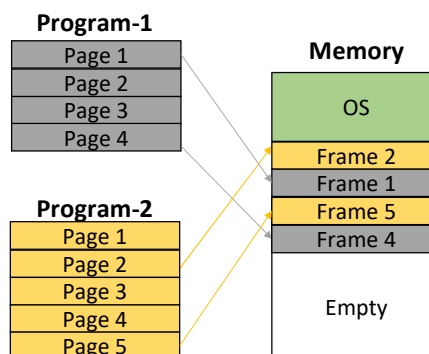 Program-1
Page 1
Page 2
Page 3
Page 4
Program-2
Page 1
Page 2
Page 3
Page 4
Page 5
Memory
OS
Frame 2
Frame 1
Frame 5
Frame 4
Empty